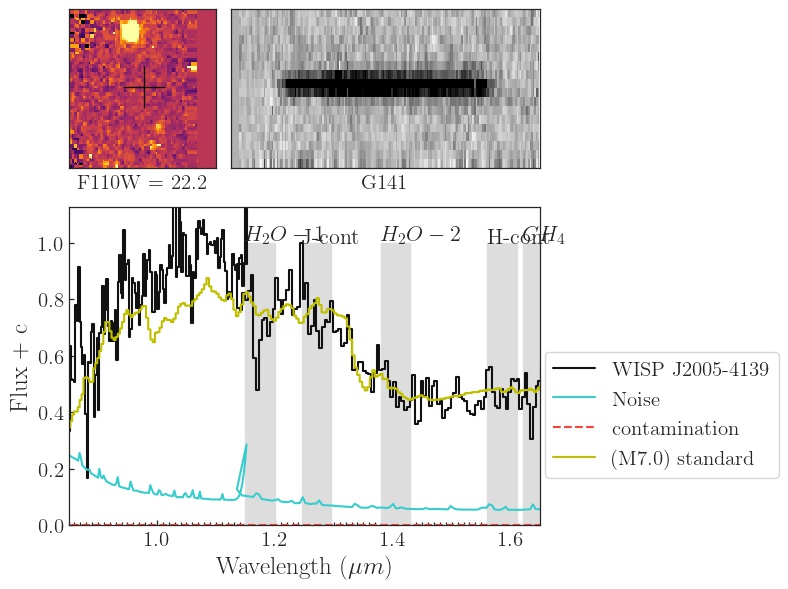 F110W = 22.2
G141
H₂O − 1
J-cont
H₂O − 2
H-cont
CH₄
1.0
0.8
0.6
0.4
0.2
0.0
Flux + c
1.0
1.2
1.4
1.6
Wavelength (μm)
WISP J2005-4139
Noise
contamination
(M7.0) standard